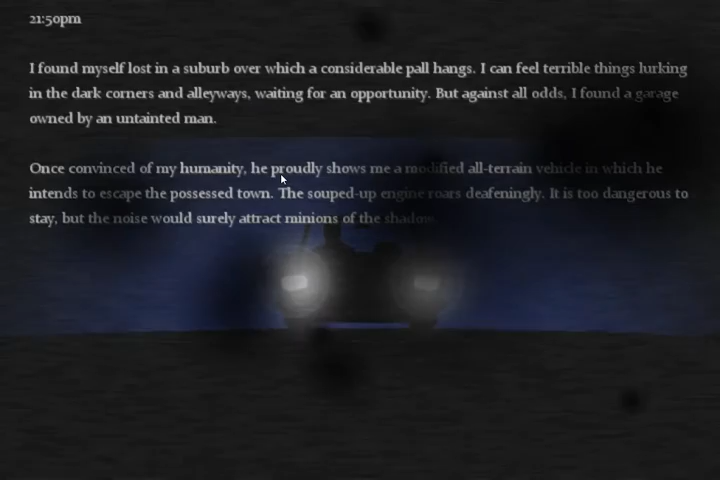 21:50pm
I found myself lost in a suburb over which a considerable pall hangs. I can feel terrible things lurking
in the dark corners and alleyways, waiting for an opportunity. But against all odds, I found a garage
owned by an untainted man.
Once convinced of my humanity, he proudly shows me a modified all-terrain vehicle in which he
intends to escape the possessed town. The souped-up engine roars deafeningly. It is too dangerous to
stay, but the noise would surely attract minions of the shadow.